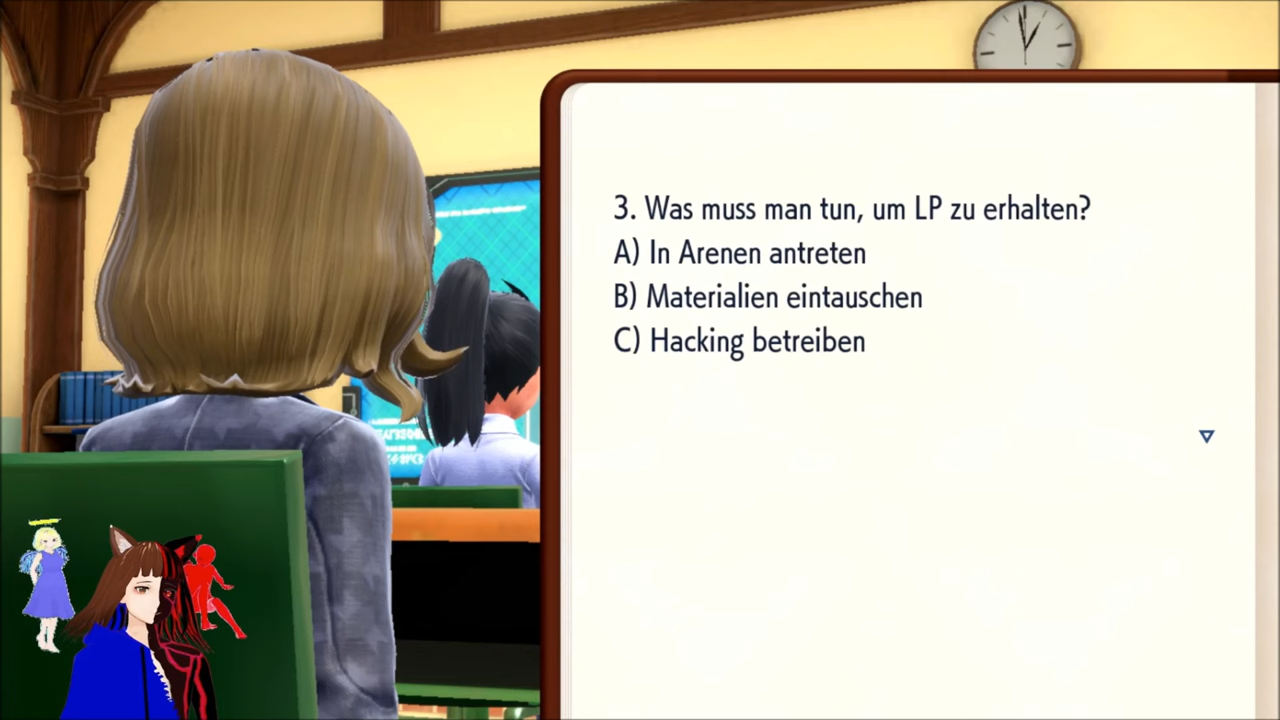 3. Was muss man tun, um LP zu erhalten?
A) In Arenen antreten
B) Materialien eintauschen
C) Hacking betreiben